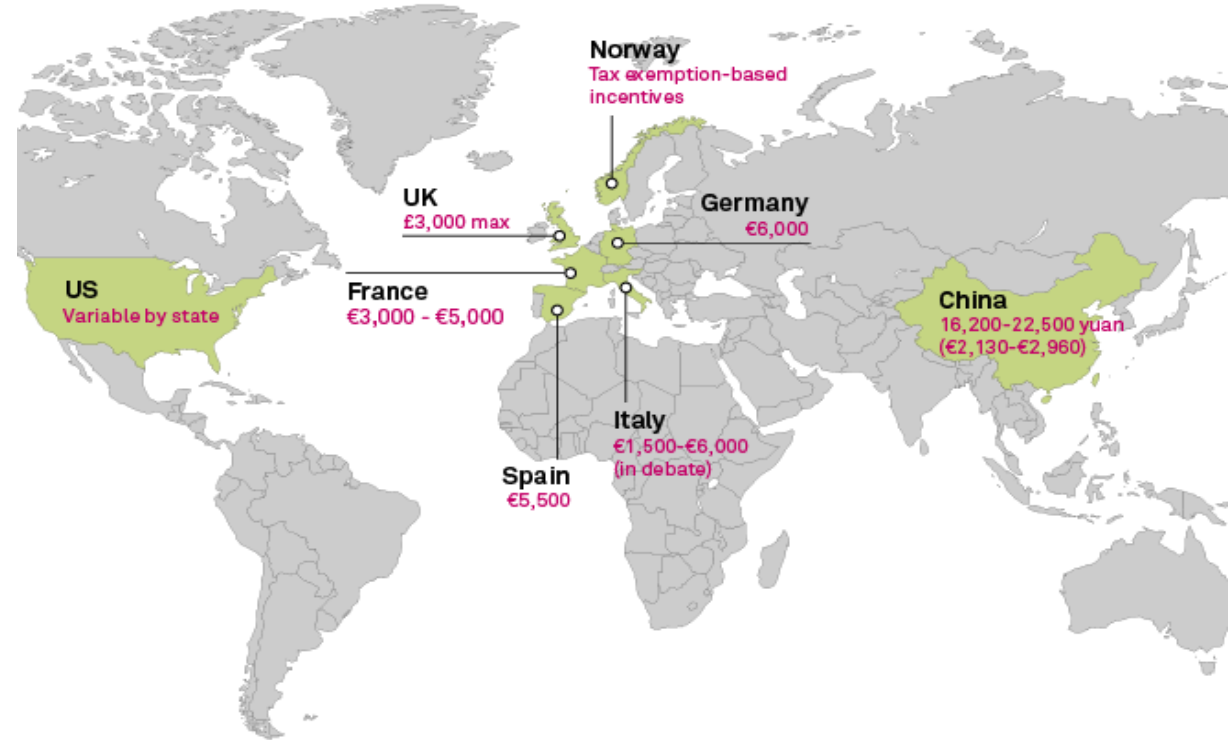 Norway
Tax exemption-based
incentives
UK
£3,000 max
Germany
€6,000
US
Variable by state
France
€3,000 - €5,000
China
16,200-22,500 yuan
(€2,130-€2,960)
Italy
€1,500-€6,000
(in debate)
Spain
€5,500